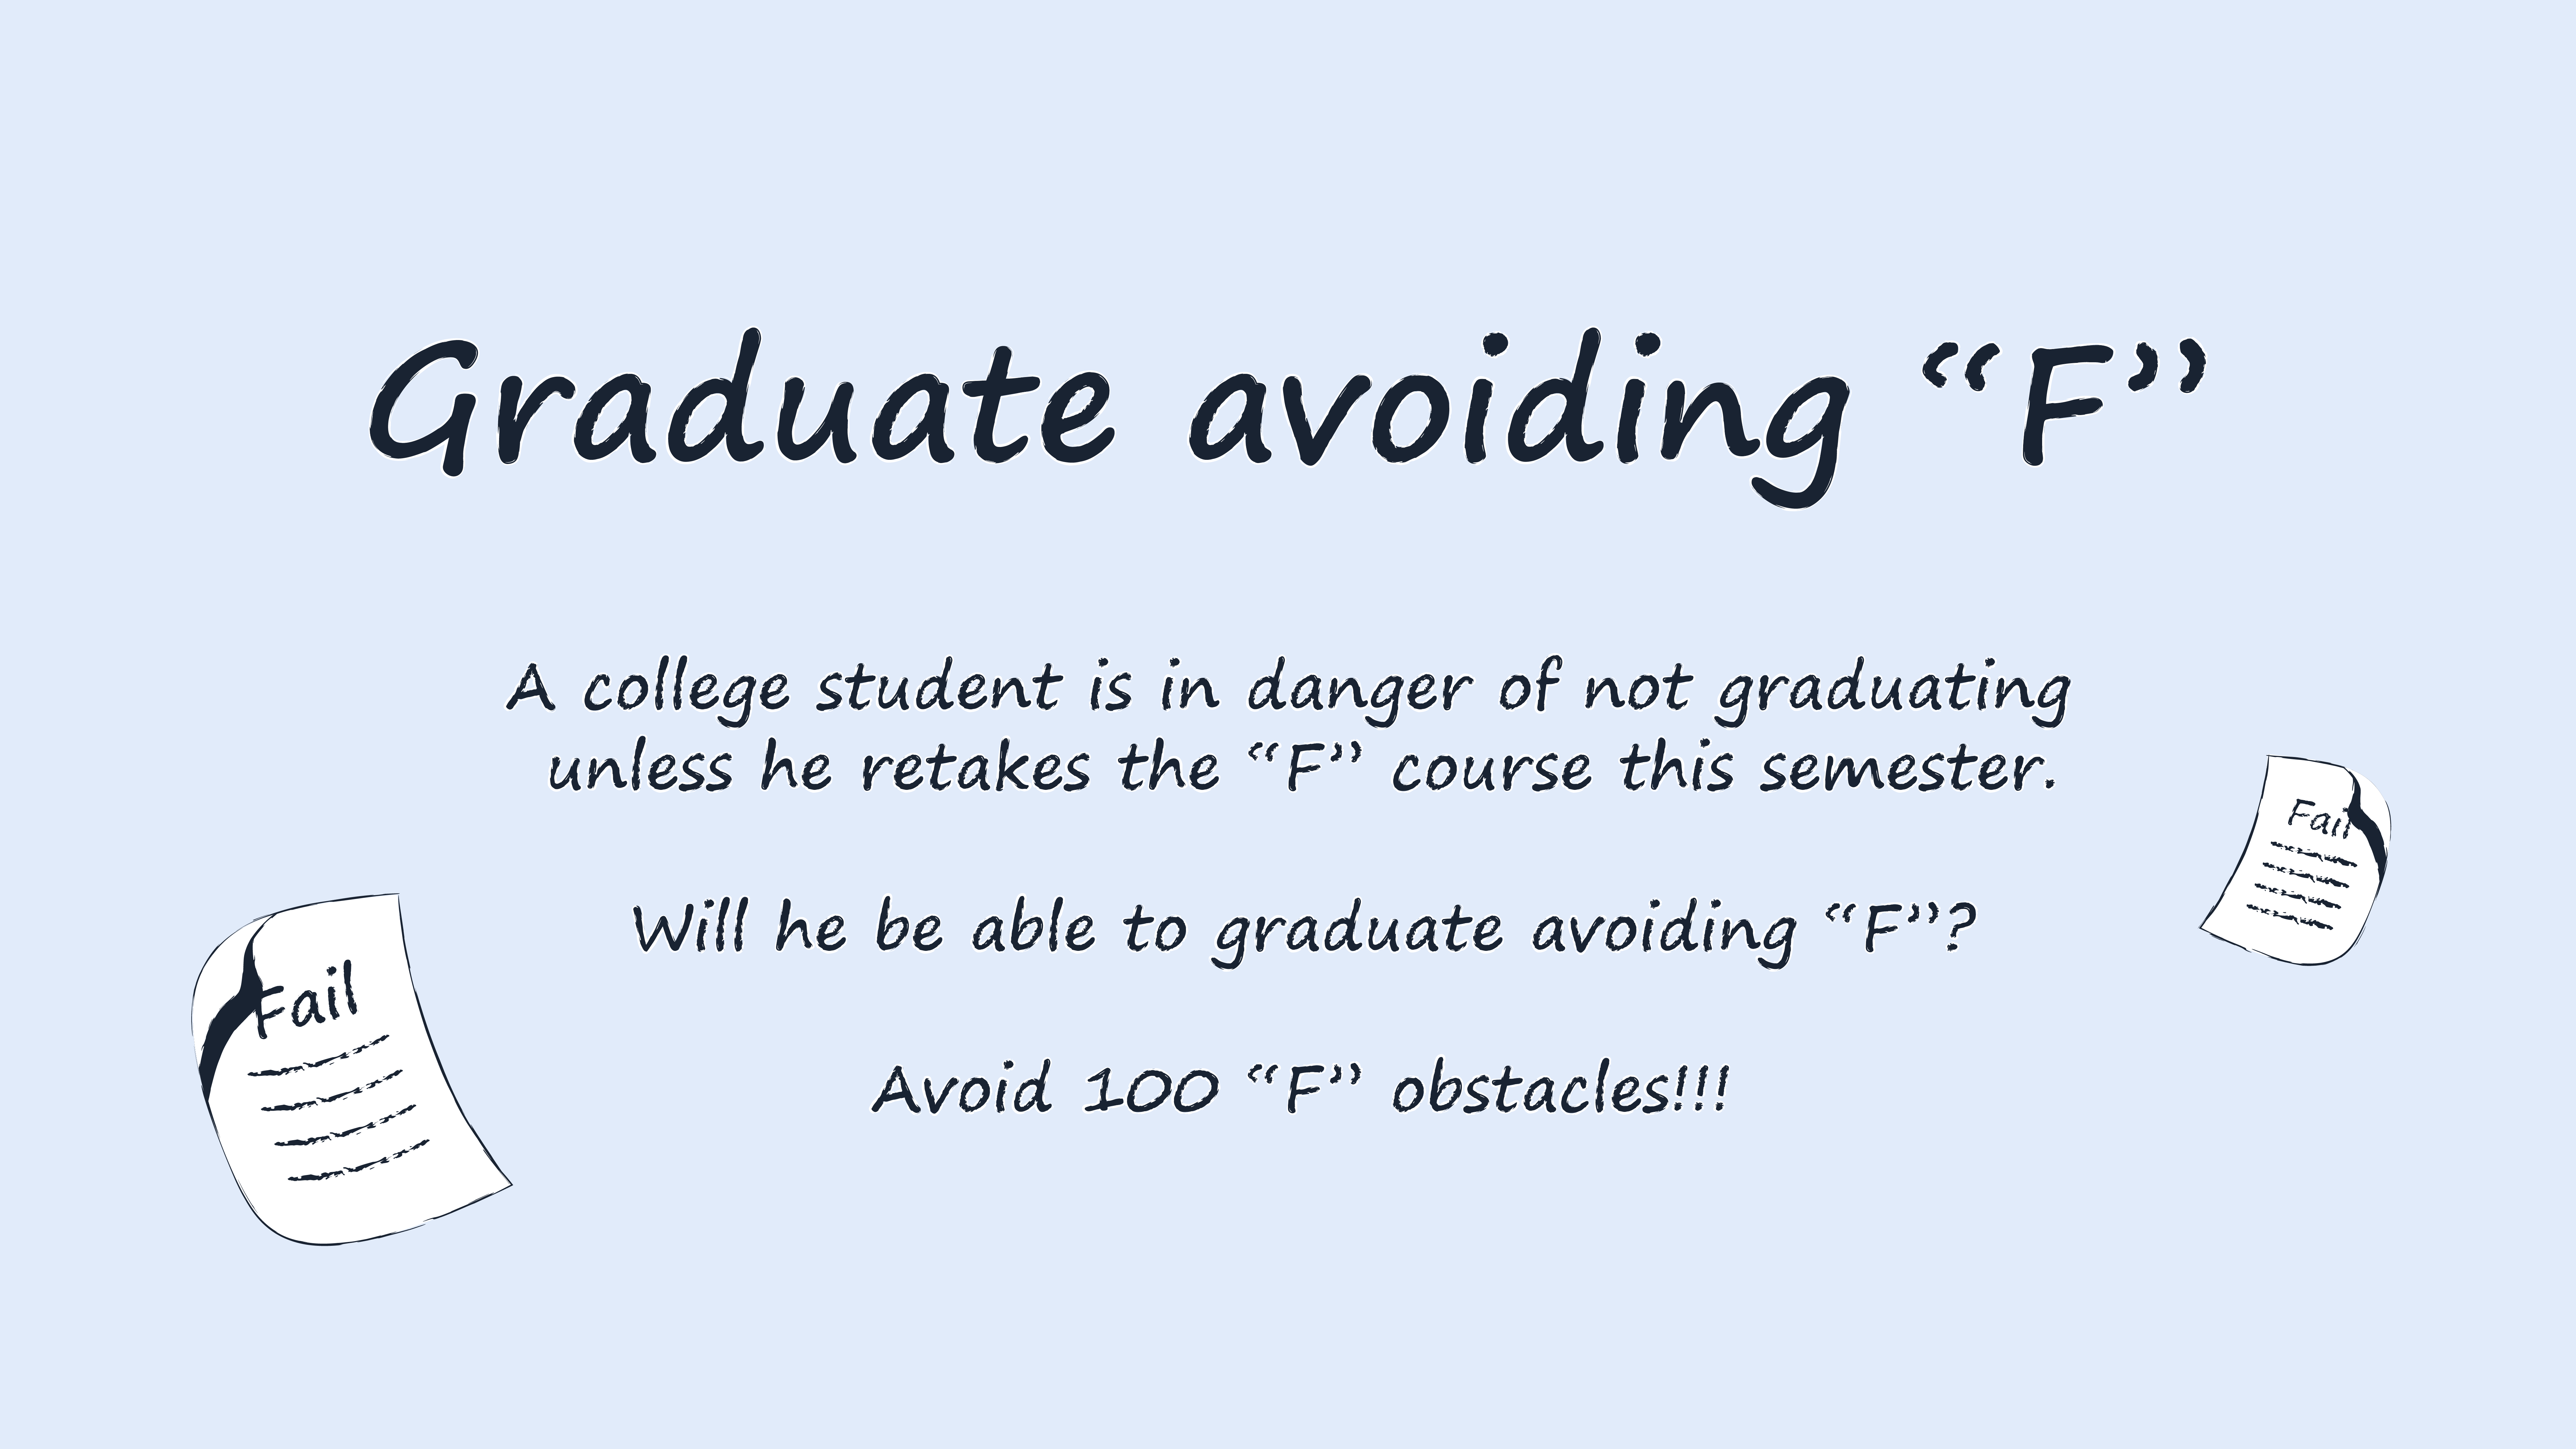 Graduate avoiding “F”
A college student is in danger of not graduating
unless he retakes the “F” course this semester.
Will he be able to graduate avoiding “F”?
Avoid 100 “F” obstacles!!!
Fail
Fail